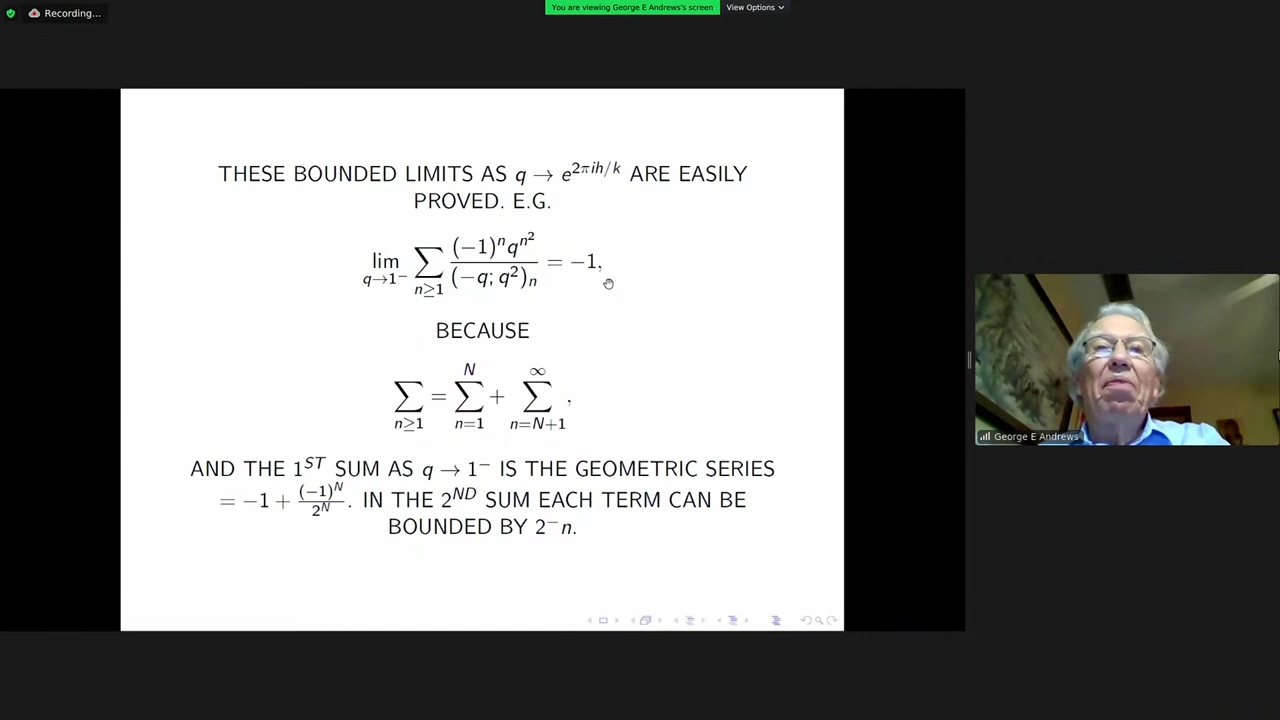 Recording...
You are viewing George E Andrews's screen
View Options
THESE BOUNDED LIMITS AS q → e^{2πih/k} ARE EASILY
PROVED. E.G.
lim_{q→1^-} ∑_{n≥1} \frac{(−1)^n q^{n^2}}{(−q; q^2)_n} = −1,
BECAUSE
∑_{n≥1} = ∑_{n=1}^{N} + ∑_{n=N+1}^{∞},
AND THE 1^{ST} SUM AS q → 1^- IS THE GEOMETRIC SERIES
= −1 + \frac{(−1)^N}{2^N}. IN THE 2^{ND} SUM EACH TERM CAN BE
BOUNDED BY 2^- n.
George E Andrews